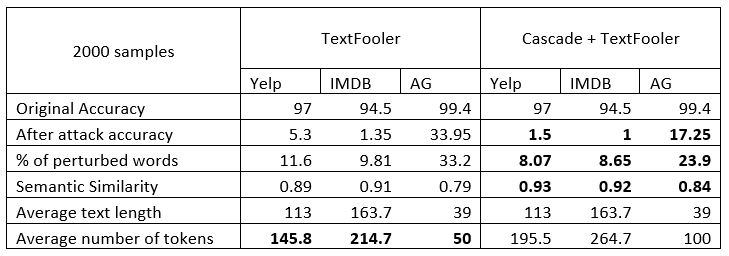 2000 samples TextFooler Cascade + TextFooler
Yelp IMDB AG Yelp IMDB AG
Original Accuracy 97 94.5 99.4 97 94.5 99.4
After attack accuracy 5.3 1.35 33.95 1.5 1 17.25
% of perturbed words 11.6 9.81 33.2 8.07 8.65 23.9
Semantic Similarity 0.89 0.91 0.79 0.93 0.92 0.84
Average text length 113 163.7 39 113 163.7 39
Average number of tokens 145.8 214.7 50 195.5 264.7 100